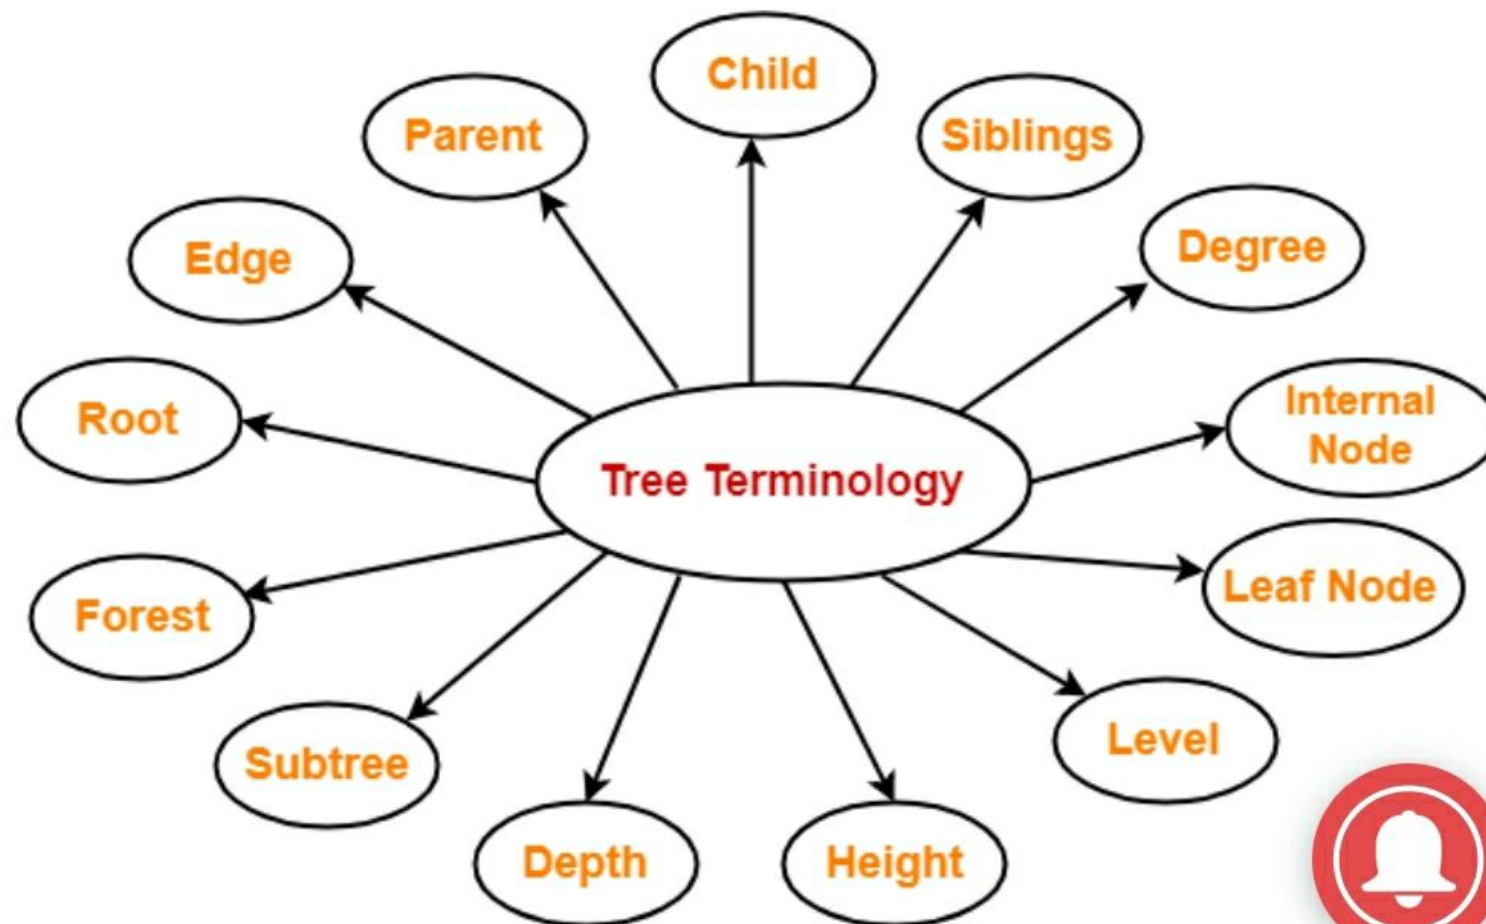 Child
Parent
Siblings
Edge
Degree
Root
Internal
Node
Tree Terminology
Forest
Leaf Node
Subtree
Level
Depth
Height